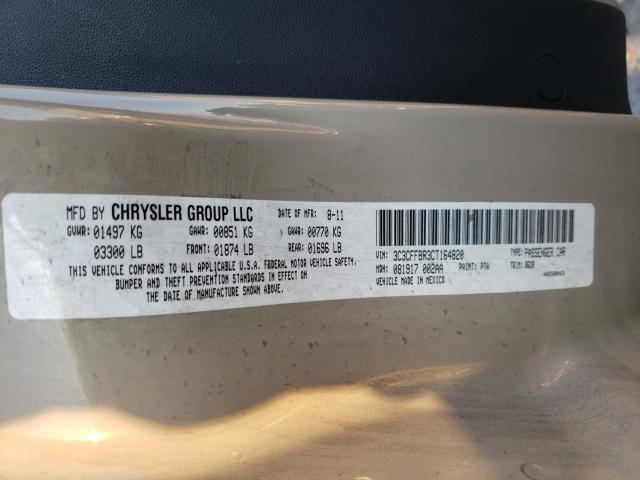 MFD BY CHRYSLER GROUP LLC DATE OF MFR 8-11
GVWR: 01497 KG GAWR: 00851 KG GAWR: 00770 KG
03300 LB FRONT: 01874 LB REAR: 01696 LB
THIS VEHICLE CONFORMS TO ALL APPLICABLE U.S.A. FEDERAL MOTOR VEHICLE SAFETY,
BUMPER AND THEFT PREVENTION STANDARDS IN EFFECT ON
THE DATE OF MANUFACTURE SHOWN ABOVE.
VIN: 3C3CFFBR3CT164820 TYPE: PASSENGER CAR
MDH: 081917 002AA PAINT: PTA TRIM:
VEHICLE MADE IN MEXICO